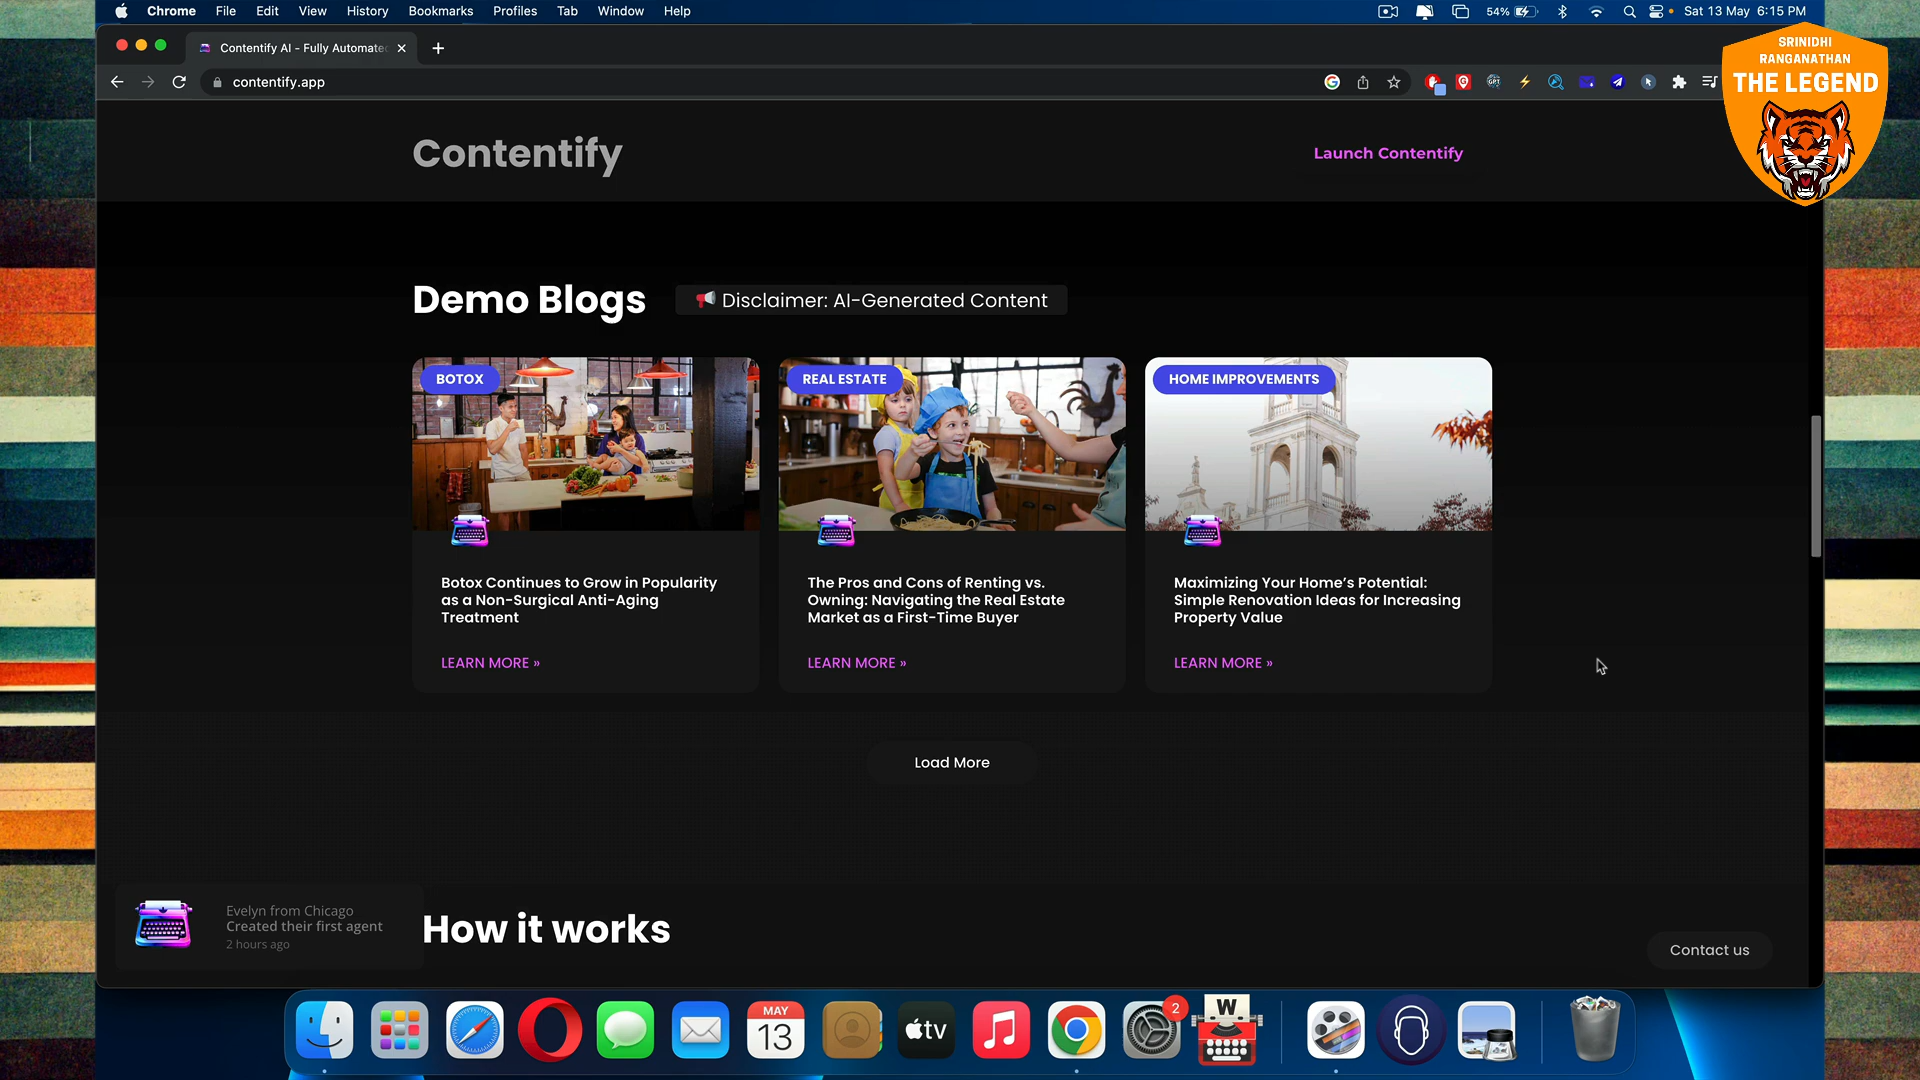 Chrome File Edit View History Bookmarks Profiles Tab Window Help
54% Sat 13 May 6:15 PM
Contentify AI - Fully Automate
contentify.app
GPT
SRINIDHI
RANGANATHAN
THE LEGEND
Contentify
Launch Contentify
Demo Blogs
Disclaimer: AI-Generated Content
BOTOX
REAL ESTATE
HOME IMPROVEMENTS
Botox Continues to Grow in Popularity
as a Non-Surgical Anti-Aging
Treatment
LEARN MORE »
The Pros and Cons of Renting vs.
Owning: Navigating the Real Estate
Market as a First-Time Buyer
LEARN MORE »
Maximizing Your Home's Potential:
Simple Renovation Ideas for Increasing
Property Value
LEARN MORE »
Load More
Evelyn from Chicago
Created their first agent
2 hours ago
How it works
Contact us
MAY
13
tv
2
W